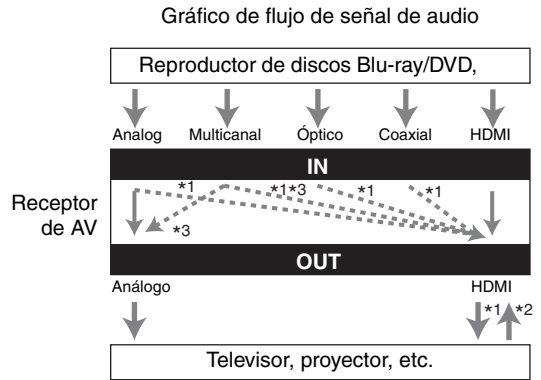 Gráfico de flujo de señal de audio
Reproductor de discos Blu-ray/DVD,
Analog Multicanal Óptico Coaxial HDMI
IN
*1 *1*3 *1 *1
Receptor
de AV
*3
OUT
Análogo HDMI
*1 *2
Televisor, proyector, etc.